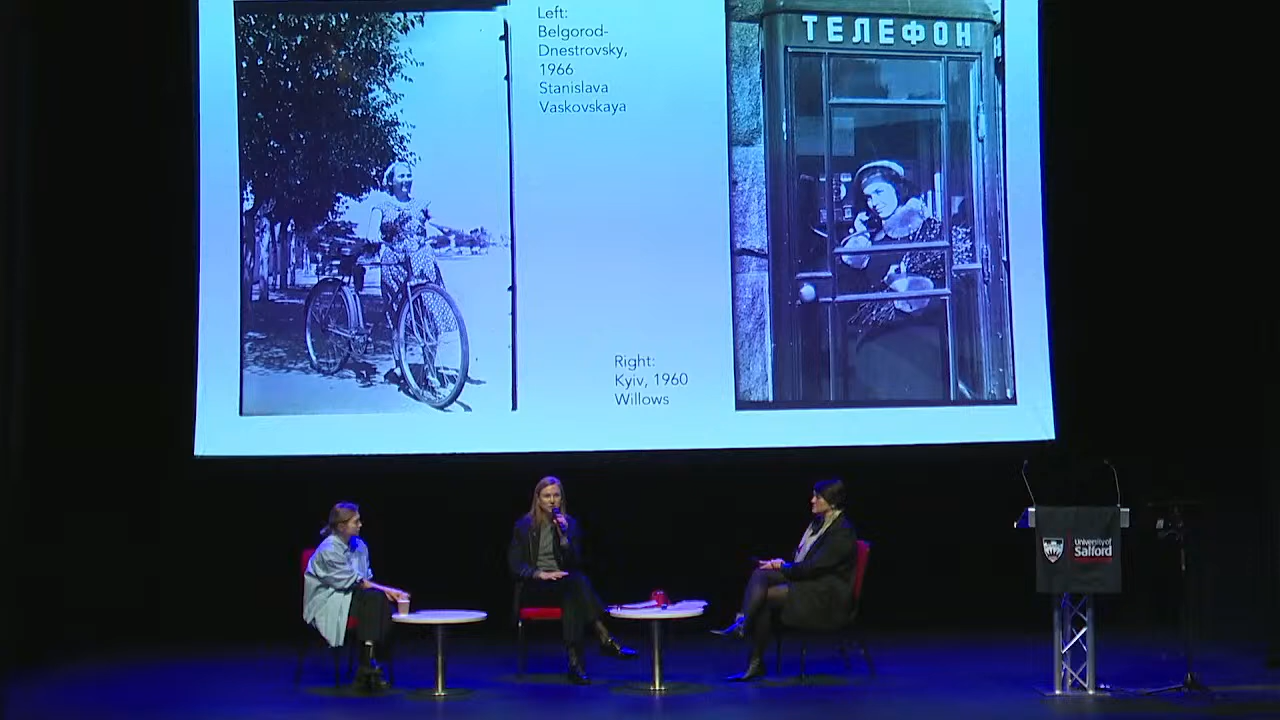 Left:
Belgorod-
Dnestrovsky,
1966
Stanislava
Vaskovskaya
ТЕЛЕФОН
Right:
Kyiv, 1960
Willows
University of
Salford